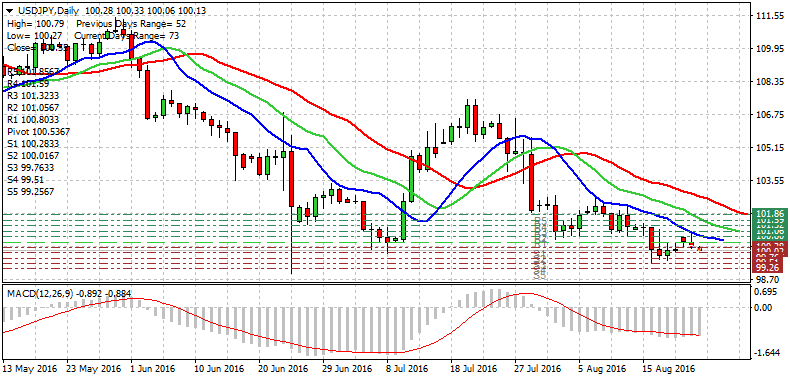 USDJPY,Daily 100.28 100.33 100.06 100.13
High= 100.79 Previous Days Range= 52
Low= 100.27 Current Days Range= 73
R4 101.59
R3 101.3233
R2 101.0567
R1 100.8033
Pivot 100.5367
S1 100.2833
S2 100.0167
S3 99.7633
S4 99.51
S5 99.2567
111.55
109.95
108.35
106.75
105.15
103.55
101.86
99.26
98.70
MACD(12,26,9) -0.892 -0.884
0.695
0.00
-1.644
13 May 2016 23 May 2016 1 Jun 2016 10 Jun 2016 20 Jun 2016 29 Jun 2016 8 Jul 2016 18 Jul 2016 27 Jul 2016 5 Aug 2016 15 Aug 2016